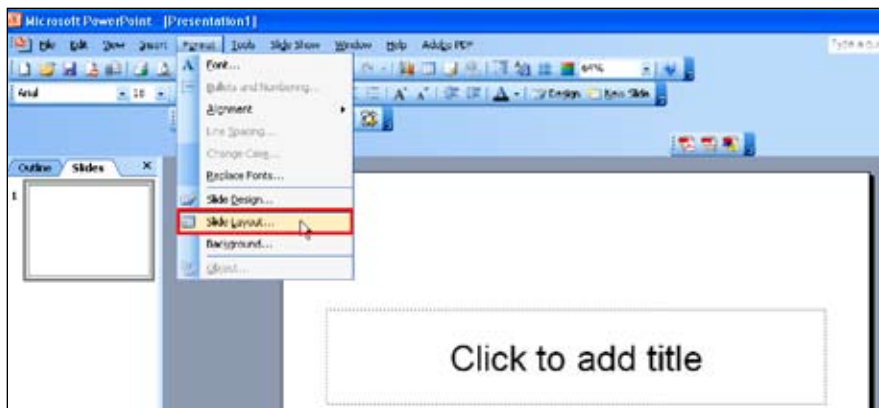 Microsoft PowerPoint - [Presentation1]
File Edit View Insert Format Tools Slide Show Window Help Adobe PDF
Font...
64%
Arial
18
Bullets and Numbering...
Design
New Slide
Alignment
Line Spacing...
Change Case...
Replace Fonts...
Outline
Slides
Slide Design...
1
Slide Layout...
Background...
Click to add title